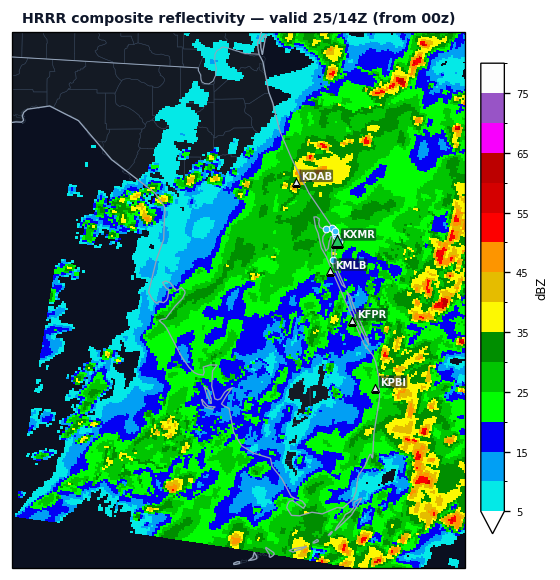 HRRR composite reflectivity — valid 25/14Z (from 00z)
75
65
55
45
35
25
15
5
dBZ
KDAB
KXMR
KMLB
KFPR
KPBI